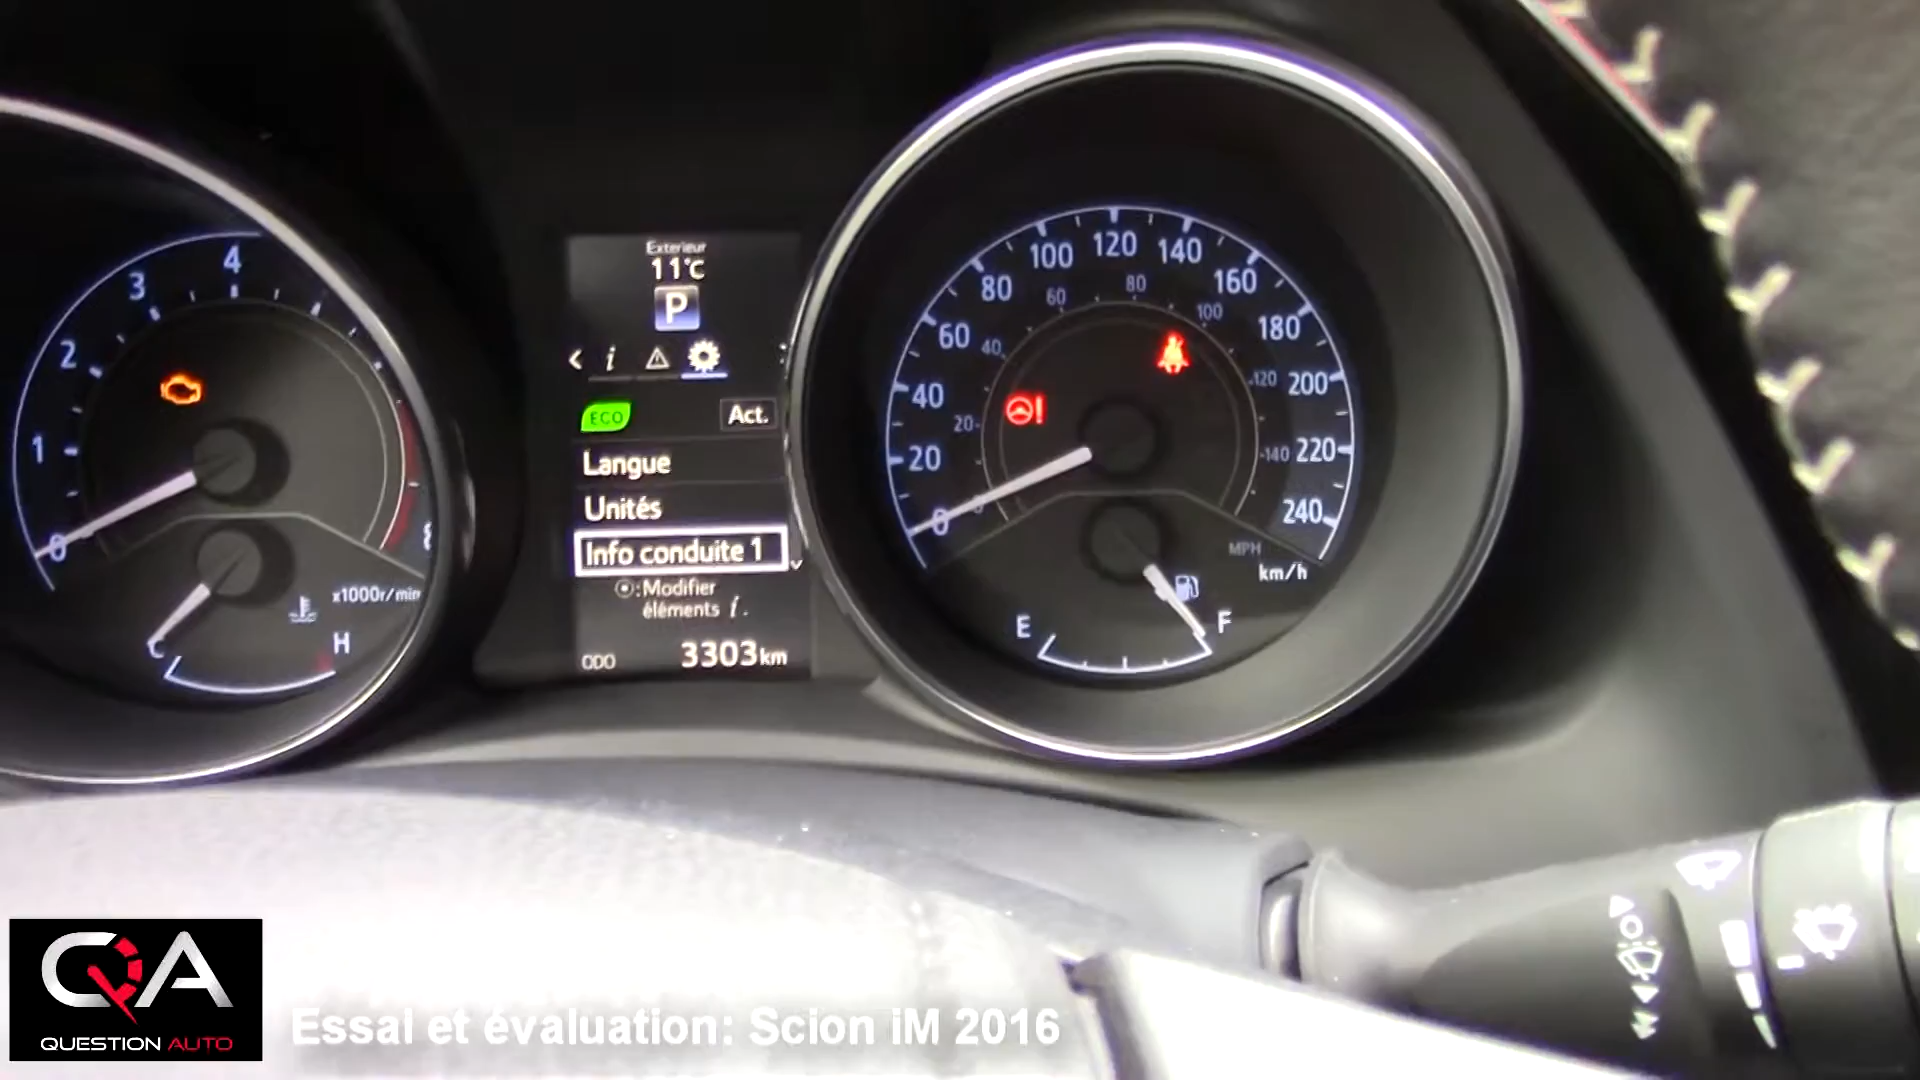 4
3
2
1
0
8
x1000r/min
C
H
Exterieur
11°C
P
i
ECO
Act.
Langue
Unités
Info conduite 1
:Modifier
éléments i.
ODO 3303km
0
20
40
60
80
100
120
140
160
180
200
220
240
20
40
60
80
100
120
140
MPH
km/h
E
F
QA
QUESTION AUTO
Essai et évaluation: Scion iM 2016